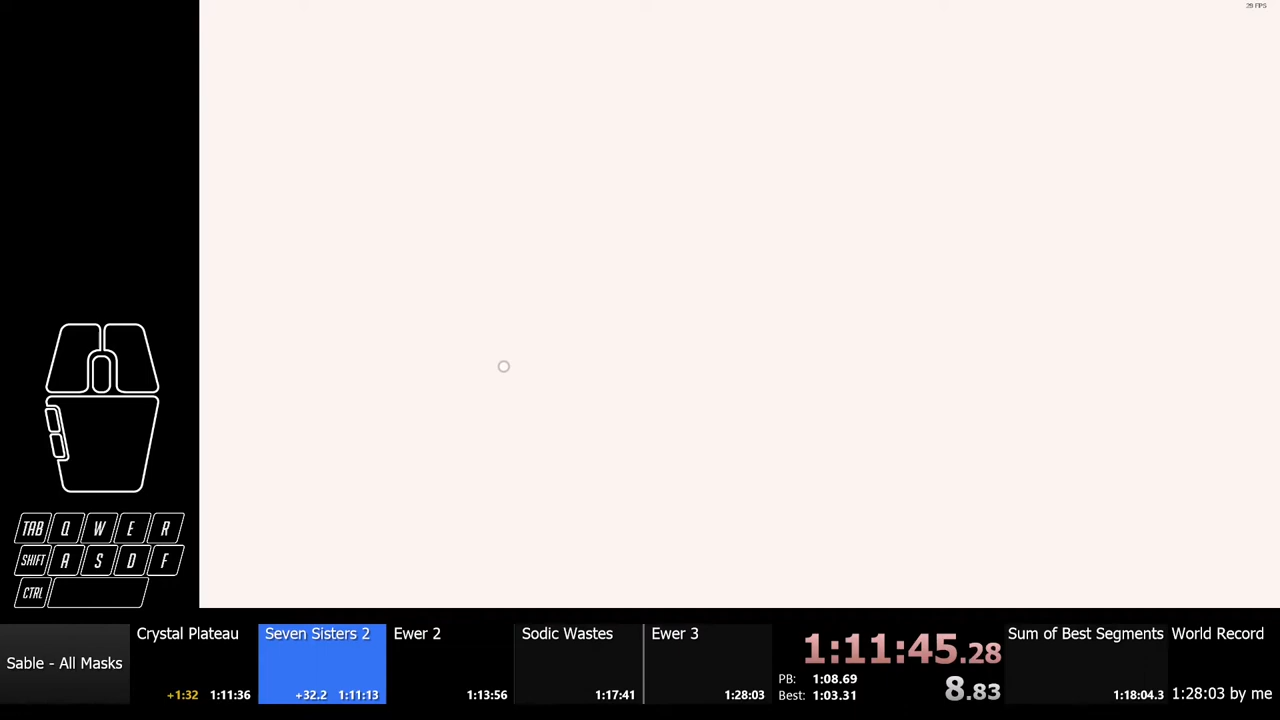 29 FPS
TAB Q W E R
SHIFT A S D F
CTRL
Sable - All Masks
Crystal Plateau
+1:32 1:11:36
Seven Sisters 2
+32.2 1:11:13
Ewer 2
1:13:56
Sodic Wastes
1:17:41
Ewer 3
1:28:03
1:11:45.28
PB: 1:08.69
Best: 1:03.31
8.83
Sum of Best Segments
1:18:04.3
World Record
1:28:03 by me